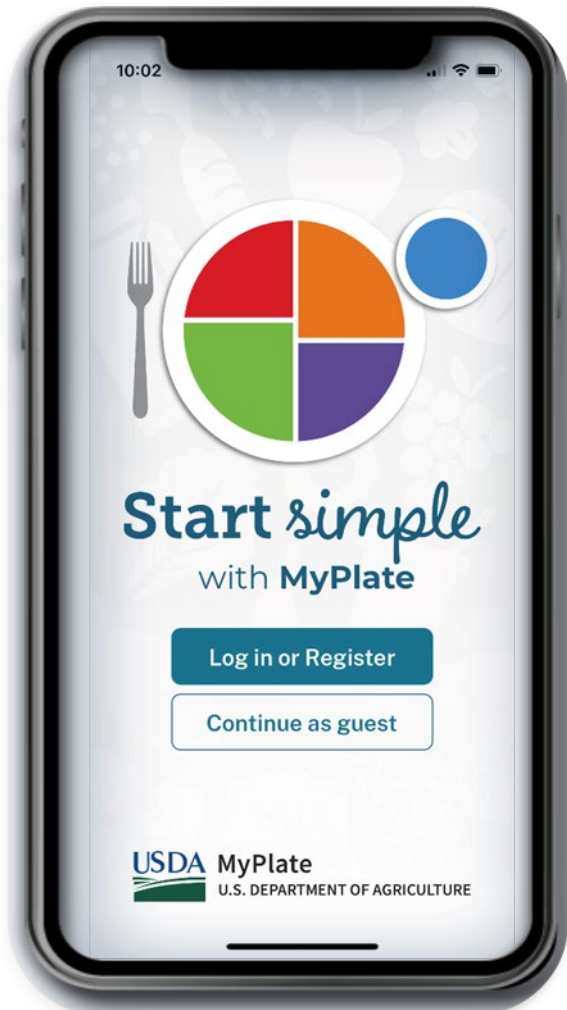 10:02
Start simple
with MyPlate
Log in or Register
Continue as guest
USDA MyPlate
U.S. DEPARTMENT OF AGRICULTURE